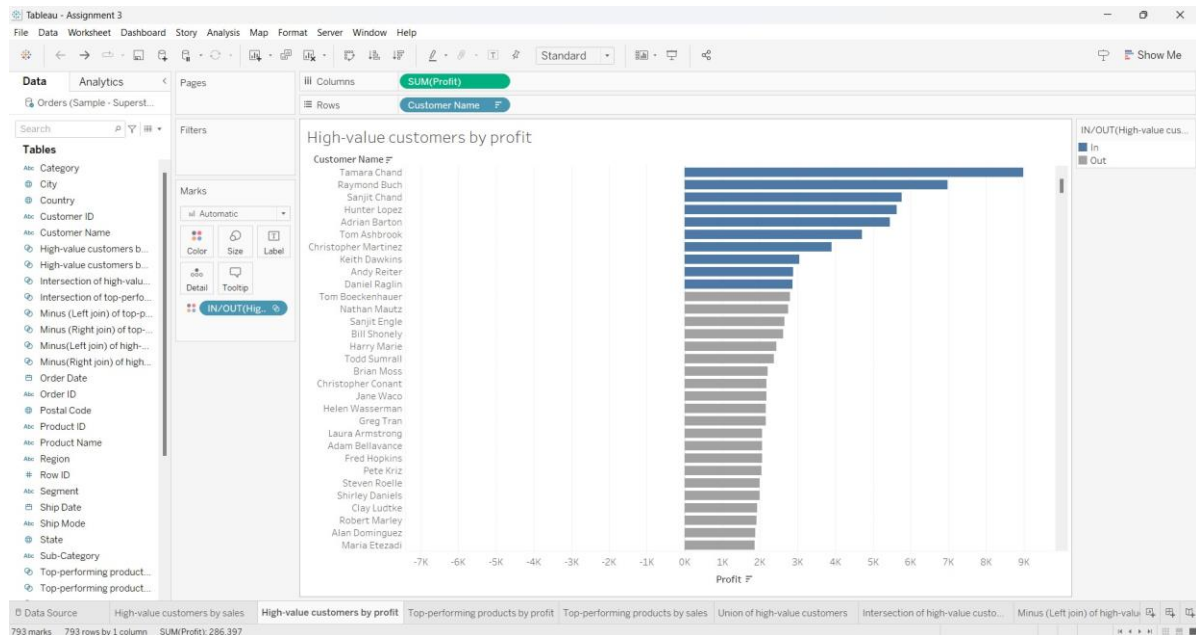 Tableau - Assignment 3
File Data Worksheet Dashboard Story Analysis Map Format Server Window Help
Standard
Show Me
Data Analytics
Pages
Columns SUM(Profit)
Orders (Sample - Superst...
Rows Customer Name
Search
Filters
High-value customers by profit
IN/OUT(High-value cus...
In
Out
Tables
Category
City
Country
Customer ID
Customer Name
High-value customers b...
High-value customers b...
Intersection of high-valu...
Intersection of top-perfo...
Minus (Left join) of top-p...
Minus (Right join) of top-...
Minus(Left join) of high-...
Minus(Right join) of high...
Order Date
Order ID
Postal Code
Product ID
Product Name
Region
Row ID
Segment
Ship Date
Ship Mode
State
Sub-Category
Top-performing product...
Top-performing product...
Marks
Automatic
Color Size Label
Detail Tooltip
IN/OUT(Hig..
Customer Name
Tamara Chand
Raymond Buch
Sanjit Chand
Hunter Lopez
Adrian Barton
Tom Ashbrook
Christopher Martinez
Keith Dawkins
Andy Reiter
Daniel Raglin
Tom Boeckenhauer
Nathan Mautz
Sanjit Engle
Bill Shonely
Harry Marie
Todd Sumrall
Brian Moss
Christopher Conant
Jane Waco
Helen Wasserman
Greg Tran
Laura Armstrong
Adam Bellavance
Fred Hopkins
Pete Kriz
Steven Roelle
Shirley Daniels
Clay Ludtke
Robert Marley
Alan Dominguez
Maria Etezadi
-7K -6K -5K -4K -3K -2K -1K 0K 1K 2K 3K 4K 5K 6K 7K 8K 9K
Profit
Data Source High-value customers by sales High-value customers by profit Top-performing products by profit Top-performing products by sales Union of high-value customers Intersection of high-value custo... Minus (Left join) of high-valu
793 marks 793 rows by 1 column SUM(Profit): 286,397